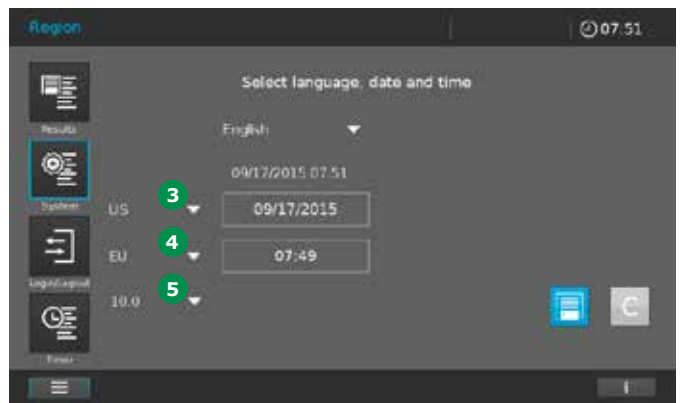 Region
07.51
Select language, date and time
Results
English
09/17/2015 07.51
System
3
US
09/17/2015
4
EU
07:49
Login/Logout
5
10.0
C
Timer
i